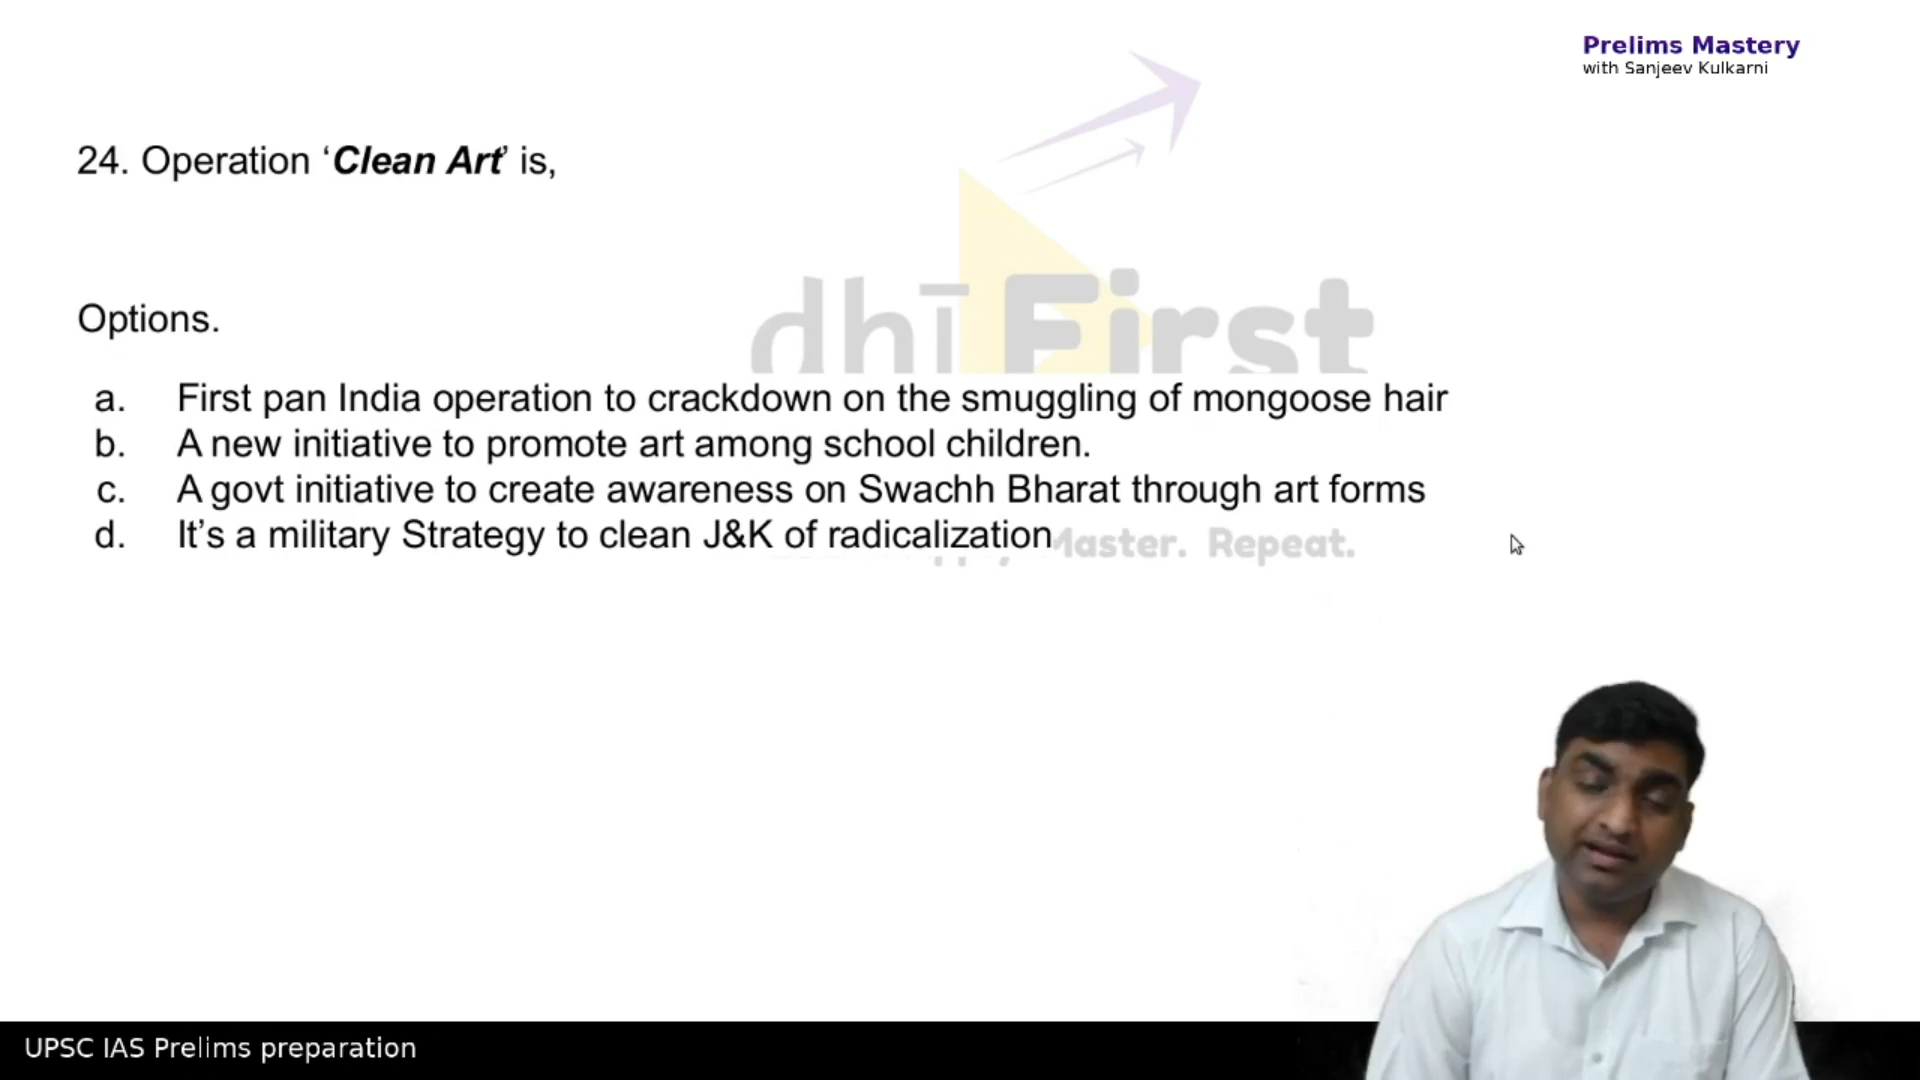 Prelims Mastery
with Sanjeev Kulkarni
24. Operation ‘Clean Art’ is,
dhī First
Options.
a. First pan India operation to crackdown on the smuggling of mongoose hair
b. A new initiative to promote art among school children.
c. A govt initiative to create awareness on Swachh Bharat through art forms
d. It’s a military Strategy to clean J&K of radicalization
Master. Repeat.
UPSC IAS Prelims preparation